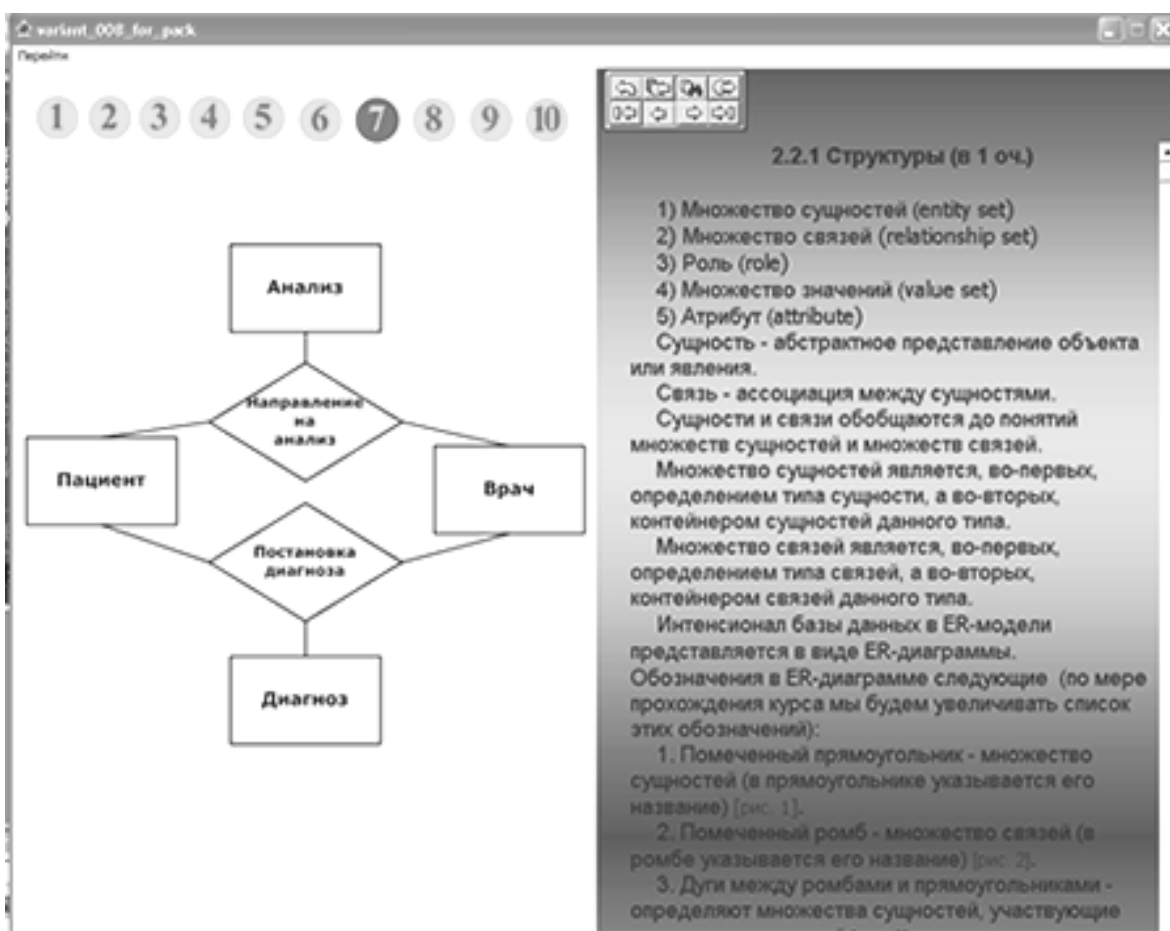 variant_008_for_pack
Перейти
1 2 3 4 5 6 7 8 9 10
Анализ
Направление
на
анализ
Пациент
Врач
Постановка
диагноза
Диагноз
2.2.1 Структуры (в 1 оч.)
1) Множество сущностей (entity set)
2) Множество связей (relationship set)
3) Роль (role)
4) Множество значений (value set)
5) Атрибут (attribute)
Сущность - абстрактное представление объекта
или явления.
Связь - ассоциация между сущностями.
Сущности и связи обобщаются до понятий
множеств сущностей и множеств связей.
Множество сущностей является, во-первых,
определением типа сущности, а во-вторых,
контейнером сущностей данного типа.
Множество связей является, во-первых,
определением типа связей, а во-вторых,
контейнером связей данного типа.
Интенсионал базы данных в ER-модели
представляется в виде ER-диаграммы.
Обозначения в ER-диаграмме следующие (по мере
прохождения курса мы будем увеличивать список
этих обозначений):
1. Помеченный прямоугольник - множество
сущностей (в прямоугольнике указывается его
название) [рис. 1].
2. Помеченный ромб - множество связей (в
ромбе указывается его название) [рис. 2].
3. Дуги между ромбами и прямоугольниками -
определяют множества сущностей, участвующие